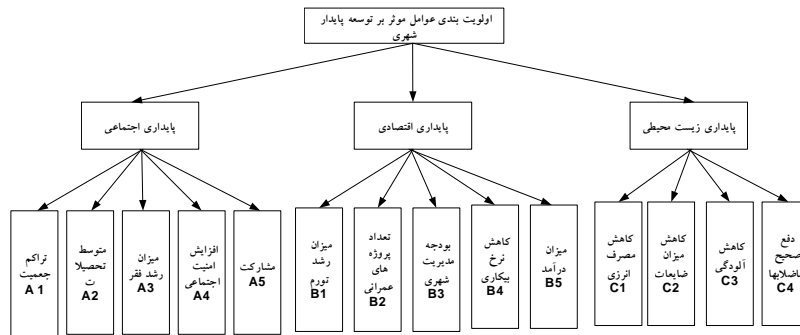 اولویت بندی عوامل موثر بر توسعه پایدار
شهری
پایداری اجتماعی
پایداری اقتصادی
پایداری زیست محیطی
تراکم
جمعیت
A 1
متوسط
تحصیلا
ت
A2
میزان
رشد فقر
A3
افزایش
امنیت
اجتماعی
A4
مشارکت
A5
میزان
رشد
تورم
B1
تعداد
پروژه
های
عمرانی
B2
بودجه
مدیریت
شهری
B3
کاهش
نرخ
بیکاری
B4
میزان
درآمد
B5
کاهش
مصرف
انرژی
C1
کاهش
میزان
ضایعات
C2
کاهش
آلودگی
C3
دفع
صحیح
فاضلابها
C4